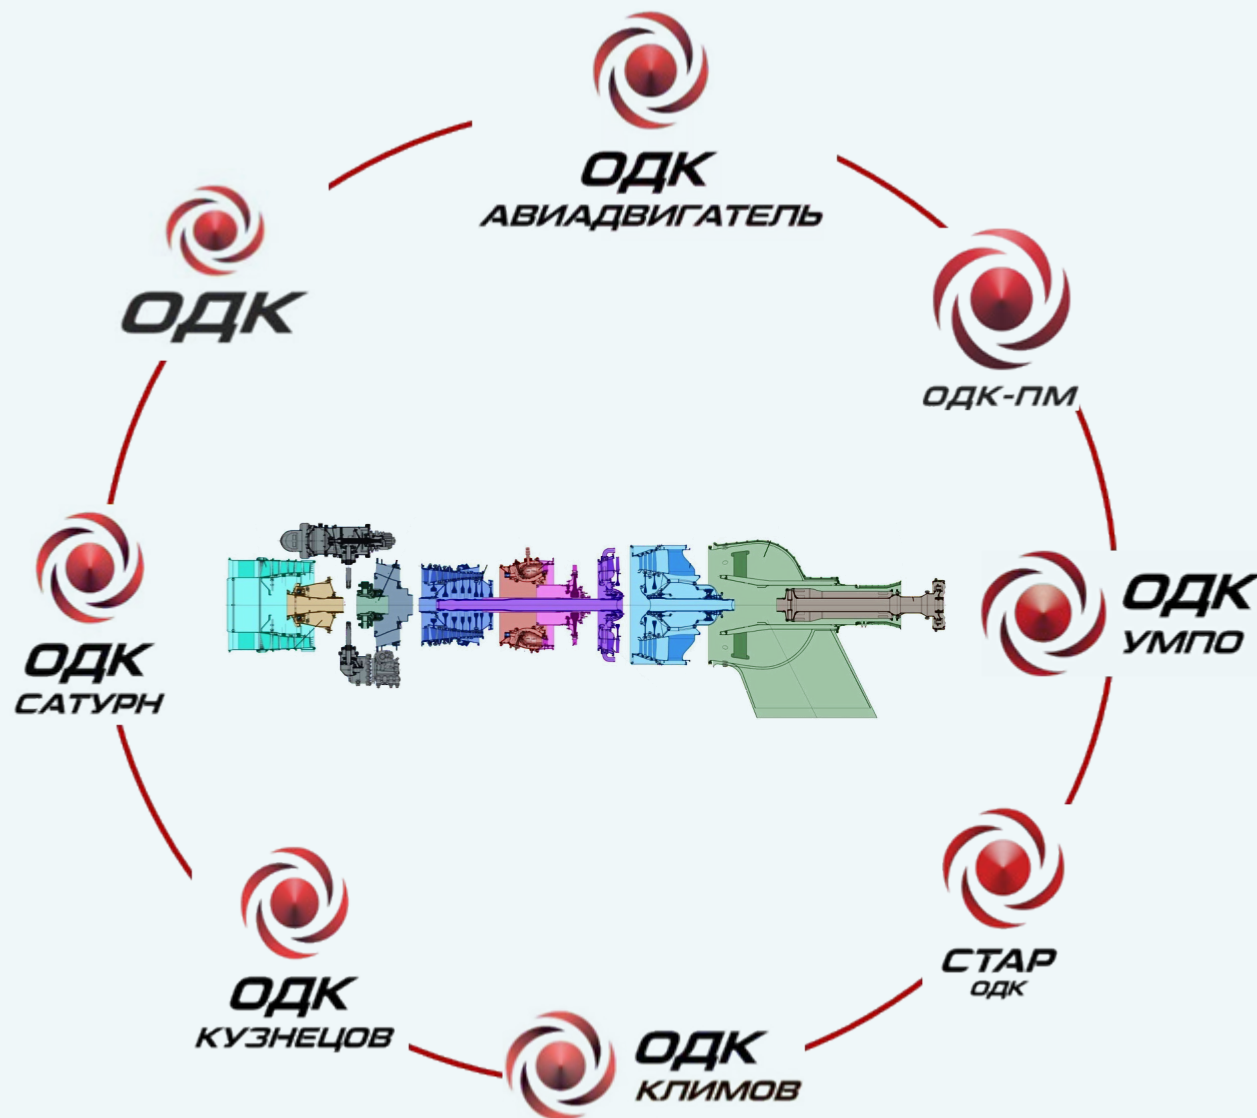 ОДК
АВИАДВИГАТЕЛЬ
ОДК
ОДК-ПМ
ОДК
САТУРН
ОДК
УМПО
ОДК
КУЗНЕЦОВ
СТАР
ОДК
ОДК
КЛИМОВ